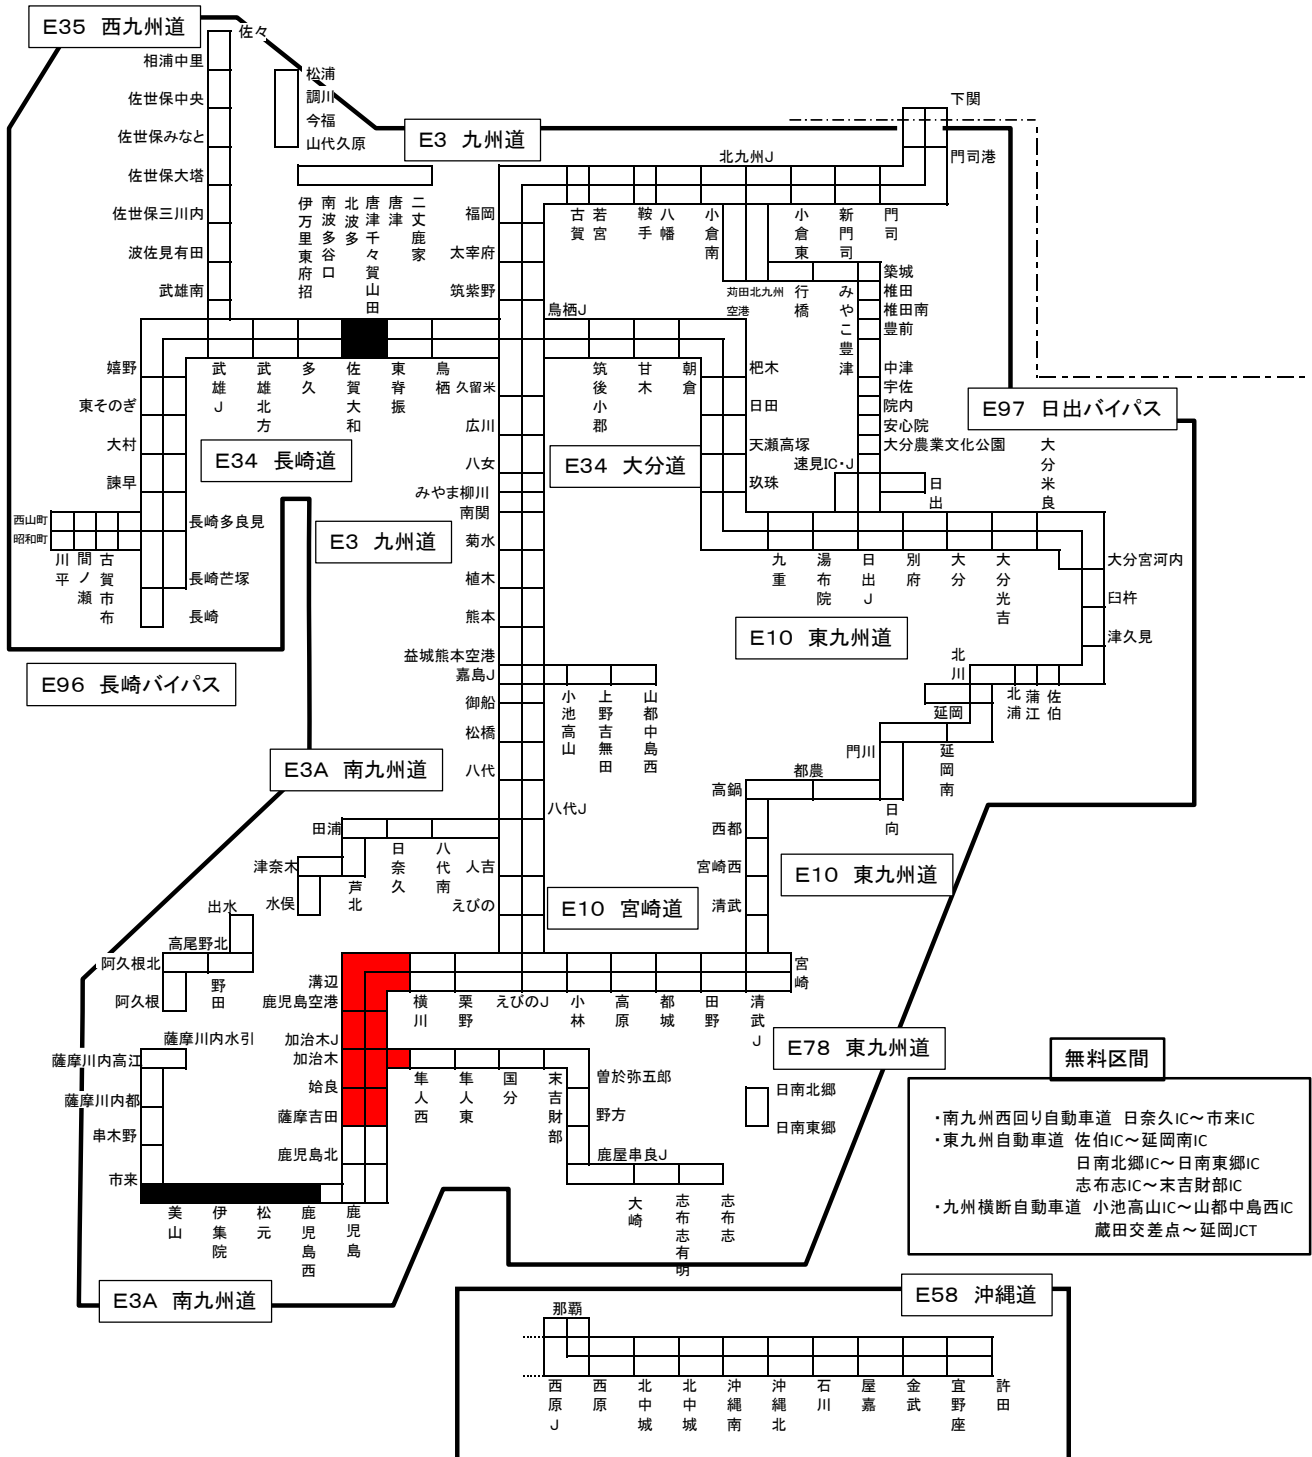 E35 西九州道
佐々
相浦中里
佐世保中央
佐世保みなと
佐世保大塔
佐世保三川内
波佐見有田
武雄南
松浦
調川
今福
山代久原
E3 九州道
下関
門司港
北九州J
伊万里東府招
南波多谷口
北波多
唐津千々賀山田
唐津
二丈鹿家
福岡
太宰府
筑紫野
古賀
若宮
鞍手
八幡
小倉南
小倉東
新門司
門司
苅田北九州
空港
行橋
みやこ豊津
築城
椎田
椎田南
豊前
中津
宇佐
院内
安心院
大分農業文化公園
速見IC・J
日出
鳥栖J
嬉野
東そのぎ
大村
諫早
武雄J
武雄北方
多久
佐賀大和
東脊振
鳥栖
久留米
広川
八女
みやま柳川
南関
菊水
植木
熊本
益城熊本空港
嘉島J
御船
松橋
八代
筑後小郡
甘木
朝倉
杷木
日田
天瀬高塚
玖珠
E97 日出バイパス
E34 長崎道
E34 大分道
E3 九州道
大分米良
西山町
昭和町
川平
間ノ瀬
古賀市布
長崎多良見
長崎芒塚
長崎
九重
湯布院
日出J
別府
大分
大分光吉
大分宮河内
臼杵
津久見
E10 東九州道
E96 長崎バイパス
小池高山
上野吉無田
山都中島西
北川
延岡
北浦
蒲江
佐伯
門川
延岡南
日向
都農
高鍋
西都
宮崎西
清武
E3A 南九州道
八代J
田浦
日奈久
八代南
津奈木
芦北
水俣
人吉
えびの
E10 宮崎道
E10 東九州道
出水
高尾野北
阿久根北
阿久根
野田
溝辺
鹿児島空港
加治木J
加治木
姶良
薩摩吉田
鹿児島北
横川
栗野
えびのJ
小林
高原
都城
田野
清武J
宮崎
薩摩川内水引
薩摩川内高江
薩摩川内都
串木野
市来
美山
伊集院
松元
鹿児島西
鹿児島
隼人西
隼人東
国分
末吉財部
曽於弥五郎
野方
鹿屋串良J
大崎
志布志有明
志布志
E78 東九州道
日南北郷
日南東郷
無料区間
・南九州西回り自動車道 日奈久IC～市来IC
・東九州自動車道 佐伯IC～延岡南IC
日南北郷IC～日南東郷IC
志布志IC～末吉財部IC
・九州横断自動車道 小池高山IC～山都中島西IC
蔵田交差点～延岡JCT
E3A 南九州道
E58 沖縄道
那覇
西原J
西原
北中城
北中城
沖縄南
沖縄北
石川
屋嘉
金武
宜野座
許田